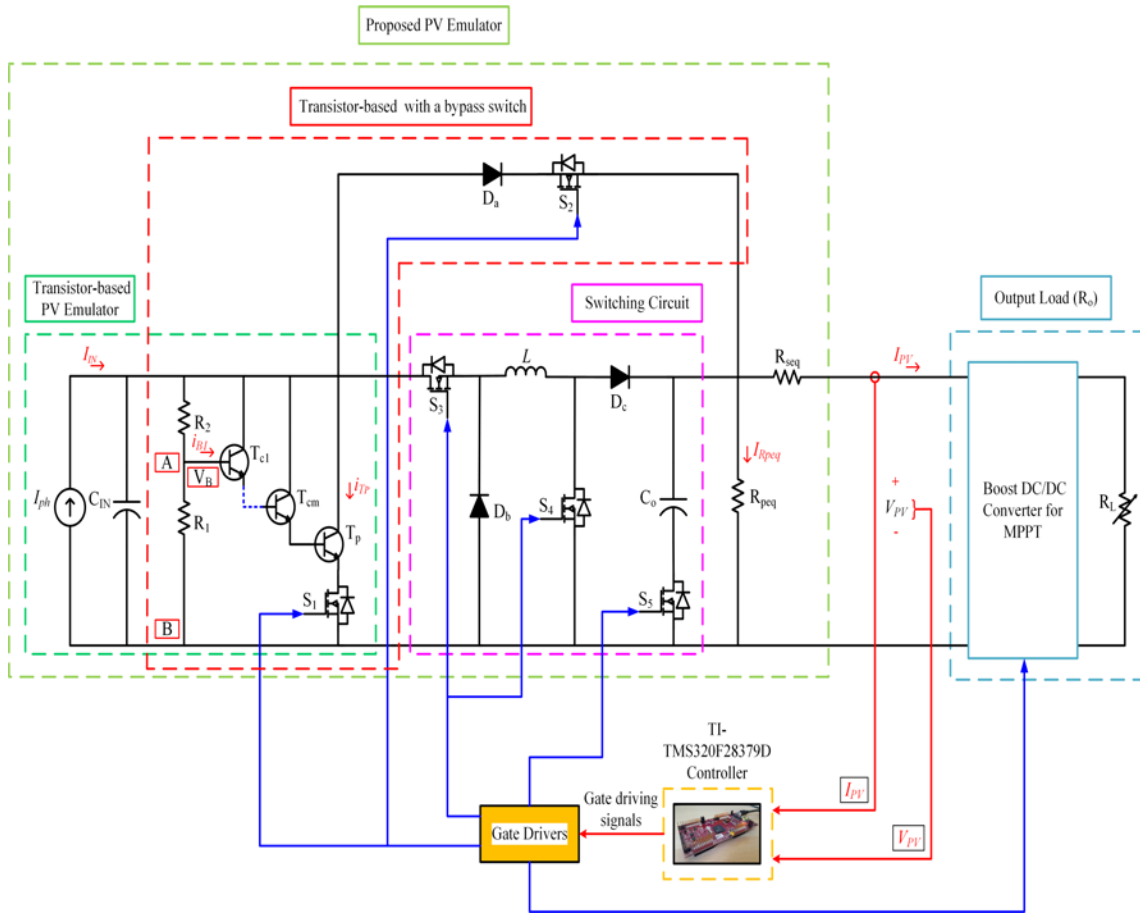 Proposed PV Emulator
Transistor-based with a bypass switch
Da
S2
Transistor-based
PV Emulator
Switching Circuit
Output Load (Ro)
IIN
L
Rseq
IPV
R2
S3
Dc
iB1
Tc1
A
VB
iTP
IRpeq
Iph
CIN
Tcm
R1
Tp
Db
S4
Co
Rpeq
+
VPV
-
Boost DC/DC
Converter for
MPPT
RL
S1
S5
B
TI-
TMS320F28379D
Controller
IPV
Gate driving
signals
Gate Drivers
VPV